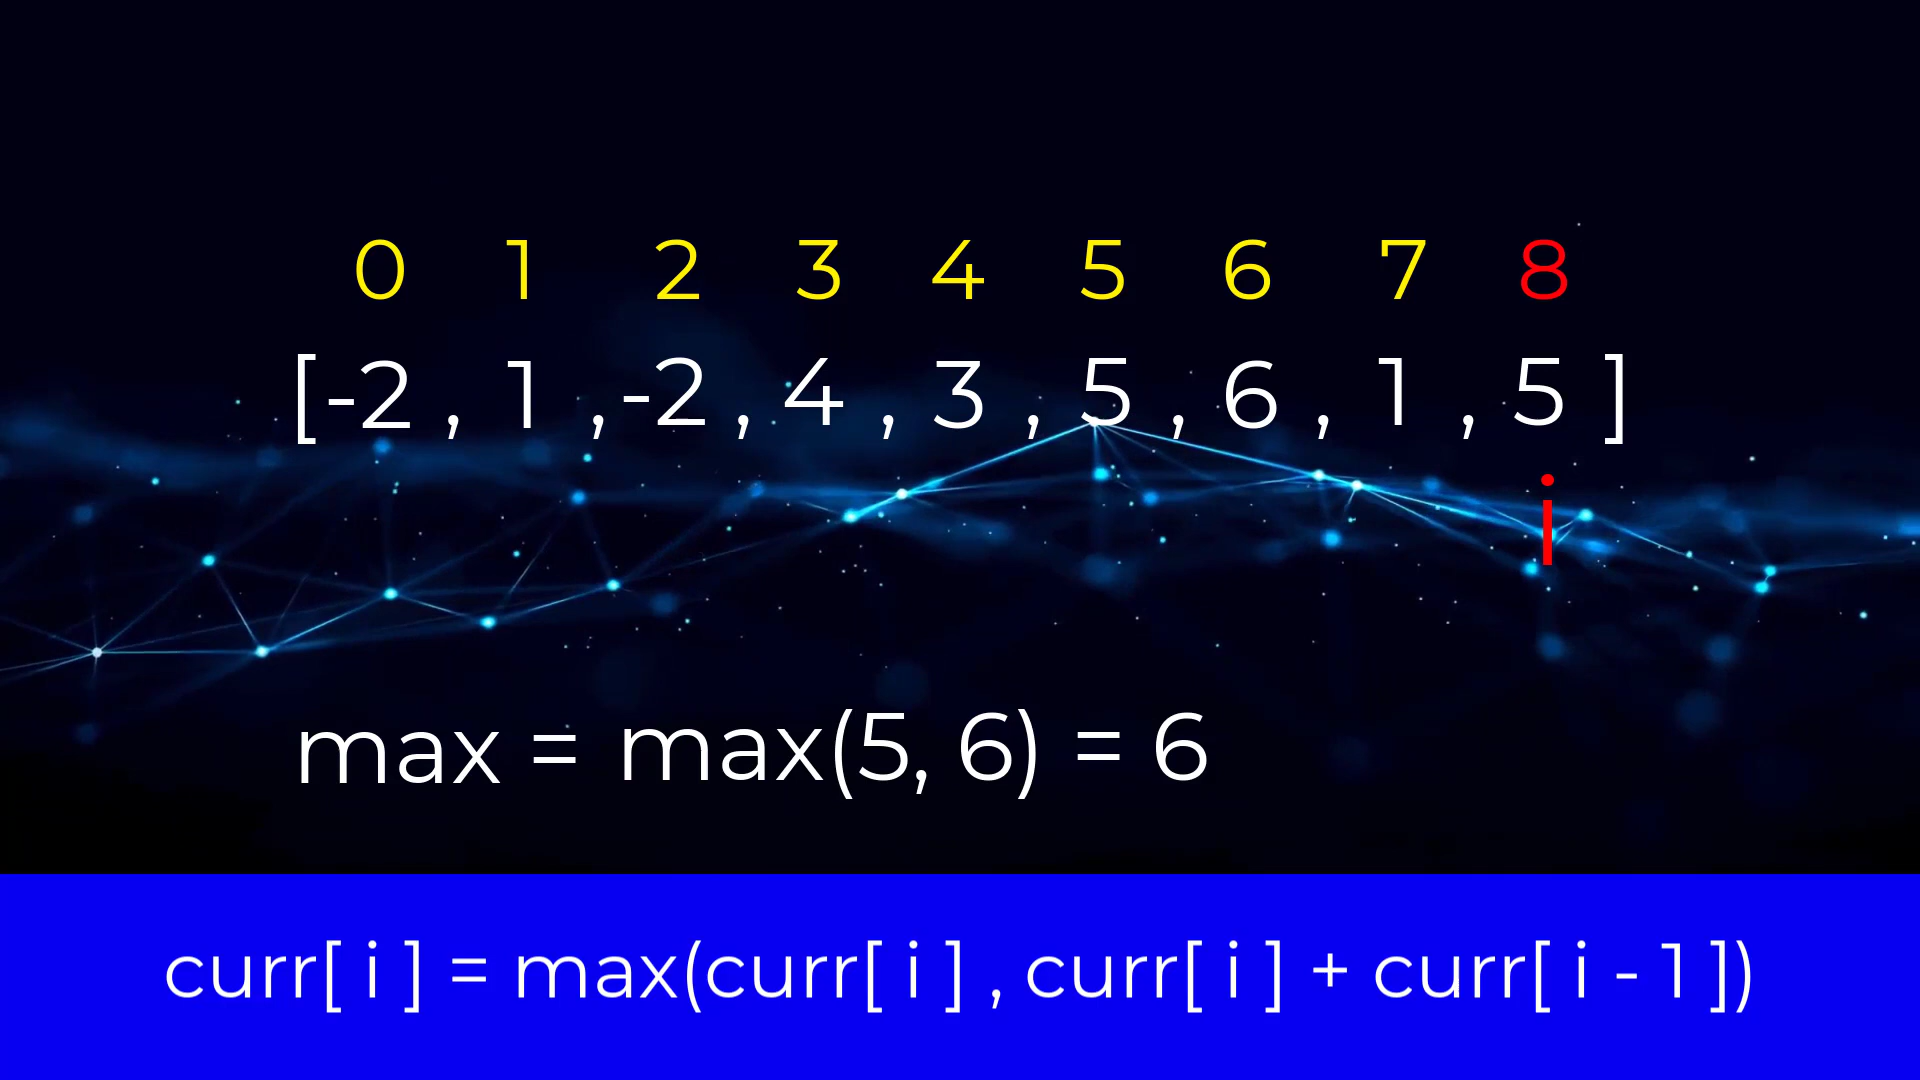 0 1 2 3 4 5 6 7 8
[ -2 , 1 , -2 , 4 , 3 , 5 , 6 , 1 , 5 ]
i
max = max(5, 6) = 6
curr[ i ] = max(curr[ i ] , curr[ i ] + curr[ i - 1 ])